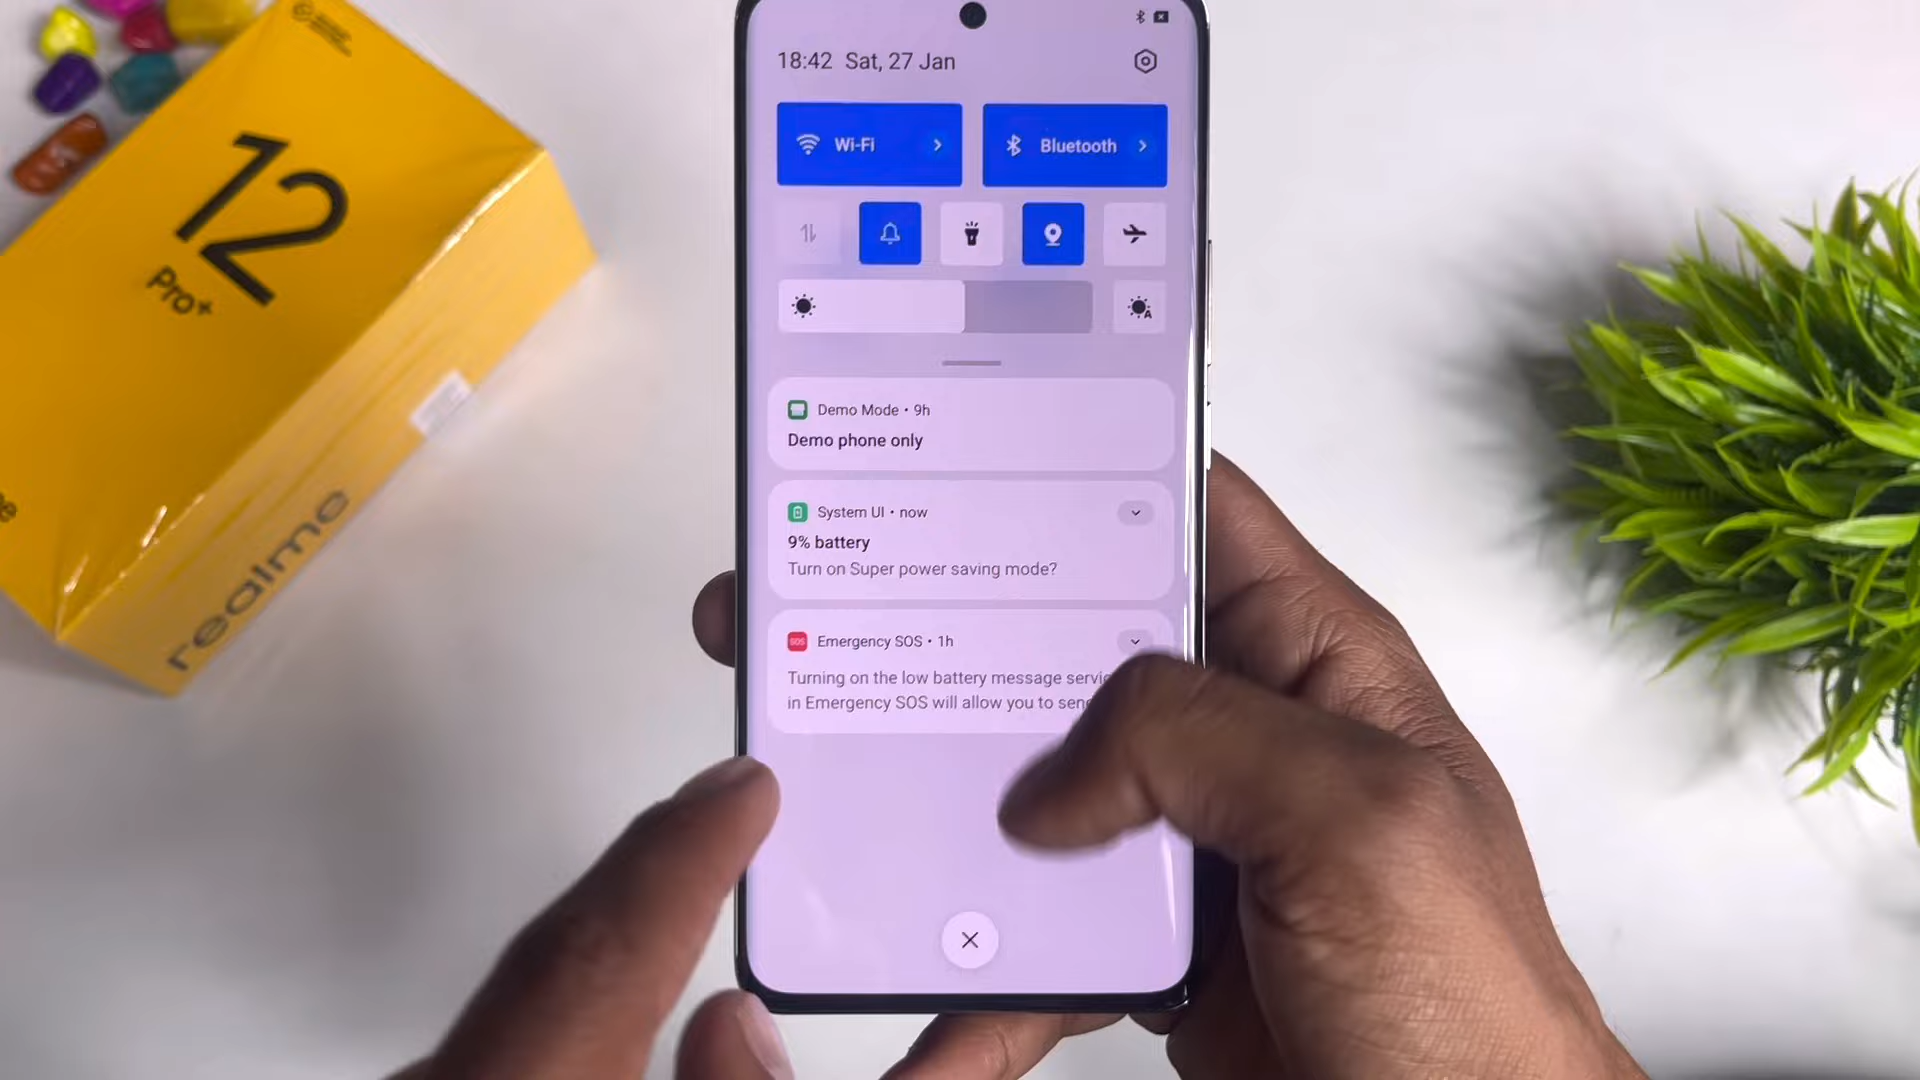 12
Pro+
realme
18:42 Sat, 27 Jan
Wi-Fi
Bluetooth
A
Demo Mode • 9h
Demo phone only
System UI • now
9% battery
Turn on Super power saving mode?
SOS Emergency SOS • 1h
Turning on the low battery message
in Emergency SOS will allow you to